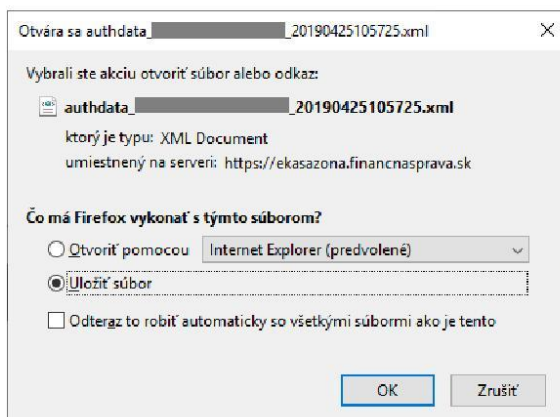 Otvára sa authdata_ _20190425105725.xml
Vybrali ste akciu otvoriť súbor alebo odkaz:
authdata_ _20190425105725.xml
ktorý je typu: XML Document
umiestnený na serveri: https://ekasazona.financnasprava.sk
Čo má Firefox vykonať s týmto súborom?
Otvoriť pomocou Internet Explorer (predvolené)
Uložiť súbor
Odteraz to robiť automaticky so všetkými súbormi ako je tento
OK Zrušiť